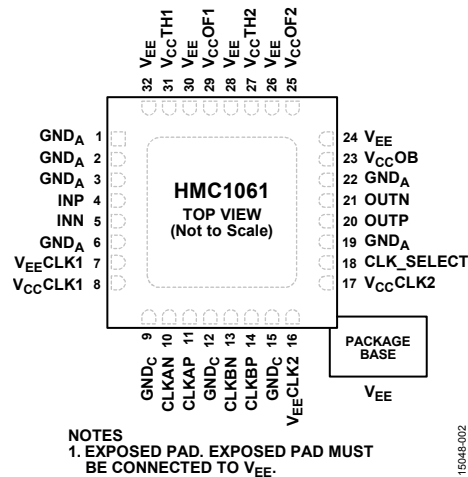 VEE VCCTH1 VEE VCCOF1 VEE VCCTH2 VEE VCCOF2
32 31 30 29 28 27 26 25
GNDA 1
GNDA 2
GNDA 3
INP 4
INN 5
GNDA 6
VEECLK1 7
VCCCLK1 8
HMC1061
TOP VIEW
(Not to Scale)
24 VEE
23 VCCOB
22 GNDA
21 OUTN
20 OUTP
19 GNDA
18 CLK_SELECT
17 VCCCLK2
9 10 11 12 13 14 15 16
GNDC CLKAN CLKAP GNDC CLKBN CLKBP GNDC VEECLK2
PACKAGE
BASE
VEE
NOTES
1. EXPOSED PAD. EXPOSED PAD MUST
BE CONNECTED TO VEE.
15048-002